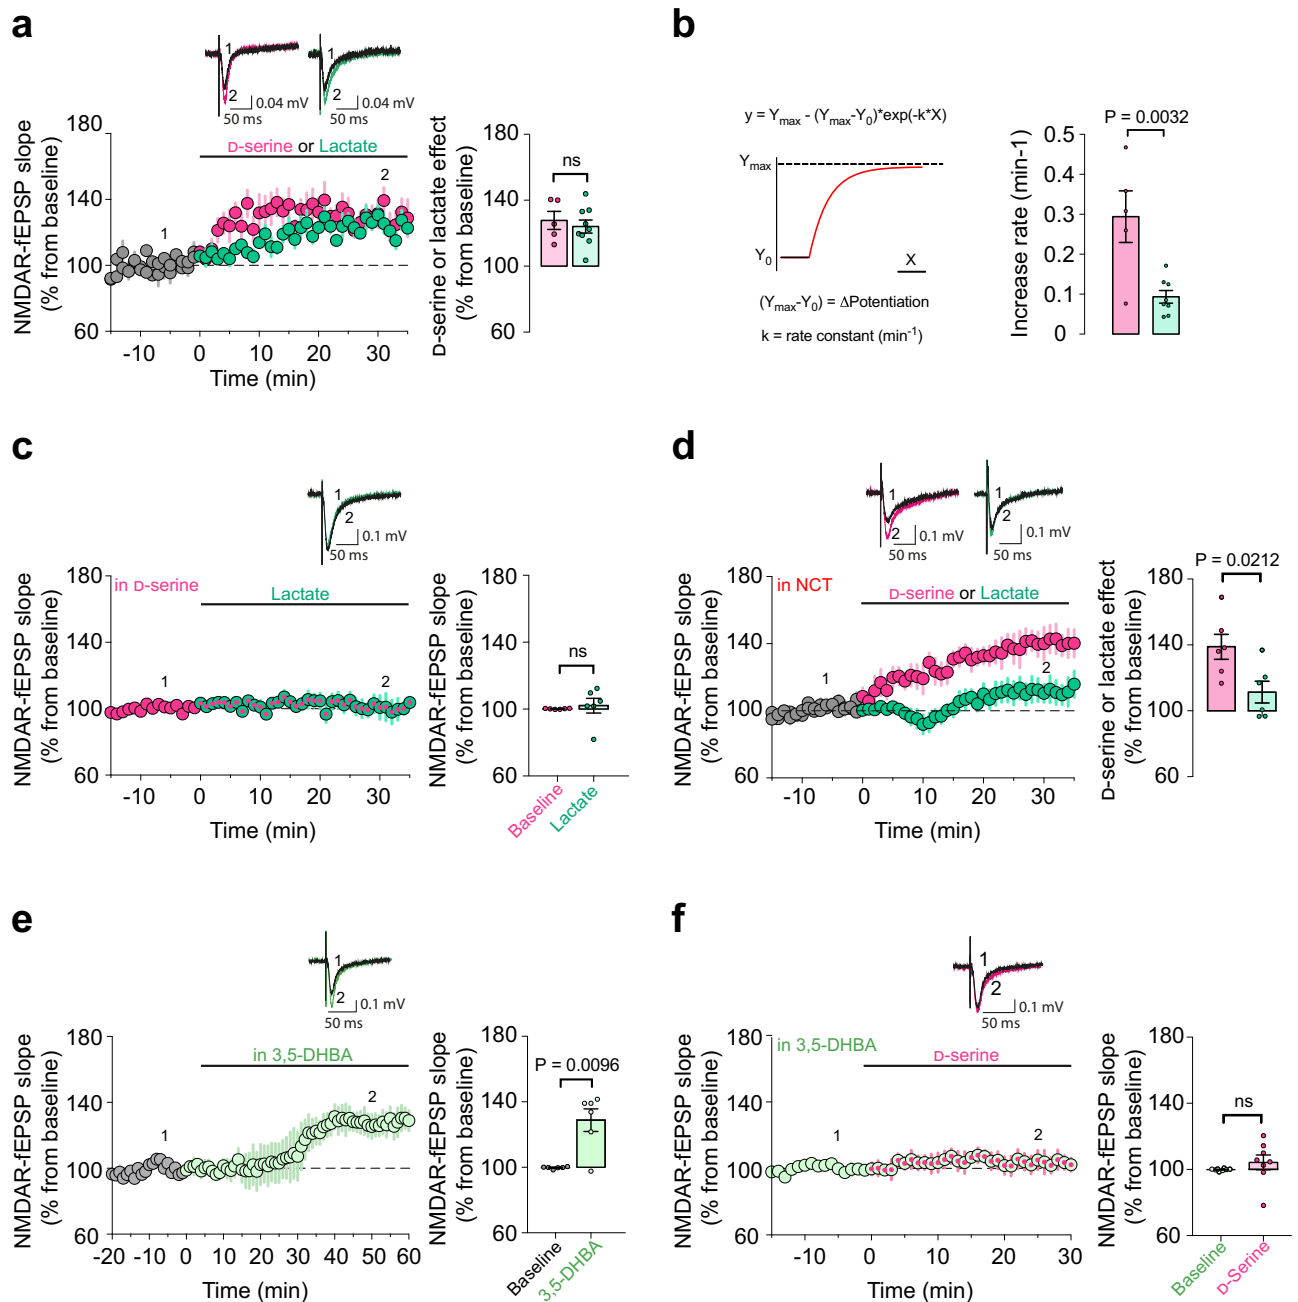 a
1
2
0.04 mV
50 ms
1
2
0.04 mV
50 ms
NMDAR-fEPSP slope
(% from baseline)
180
140
100
60
D-serine or Lactate
1
2
-10
0
10
20
30
Time (min)
D-serine or lactate effect
(% from baseline)
180
140
100
60
ns
b
y = Ymax - (Ymax-Y0)*exp(-k*X)
Ymax
Y0
X
(Ymax-Y0) = ΔPotentiation
k = rate constant (min-1)
Increase rate (min-1)
P = 0.0032
0.5
0.4
0.3
0.2
0.1
0
c
1
2
0.1 mV
50 ms
NMDAR-fEPSP slope
(% from baseline)
180
140
100
60
in D-serine
Lactate
1
2
-10
0
10
20
30
Time (min)
NMDAR-fEPSP slope
(% from baseline)
180
140
100
60
ns
Baseline
Lactate
d
1
2
0.1 mV
50 ms
1
2
0.1 mV
50 ms
NMDAR-fEPSP slope
(% from baseline)
180
140
100
60
in NCT
D-serine or Lactate
1
2
-10
0
10
20
30
Time (min)
D-serine or lactate effect
(% from baseline)
P = 0.0212
180
140
100
60
e
1
2
0.1 mV
50 ms
NMDAR-fEPSP slope
(% from baseline)
180
140
100
60
in 3,5-DHBA
1
2
-20
-10
0
10
20
30
40
50
60
Time (min)
NMDAR-fEPSP slope
(% from baseline)
180
140
100
60
P = 0.0096
Baseline
3,5-DHBA
f
1
2
0.1 mV
50 ms
NMDAR-fEPSP slope
(% from baseline)
180
140
100
60
in 3,5-DHBA
D-serine
1
2
-10
0
10
20
30
Time (min)
NMDAR-fEPSP slope
(% from baseline)
180
140
100
60
ns
Baseline
D-Serine